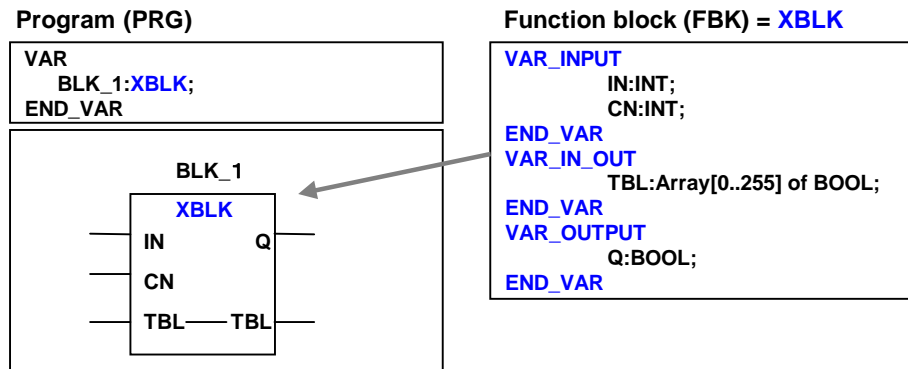 Program (PRG)
VAR
BLK_1:XBLK;
END_VAR
BLK_1
XBLK
IN Q
CN
TBL TBL
Function block (FBK) = XBLK
VAR_INPUT
IN:INT;
CN:INT;
END_VAR
VAR_IN_OUT
TBL:Array[0..255] of BOOL;
END_VAR
VAR_OUTPUT
Q:BOOL;
END_VAR